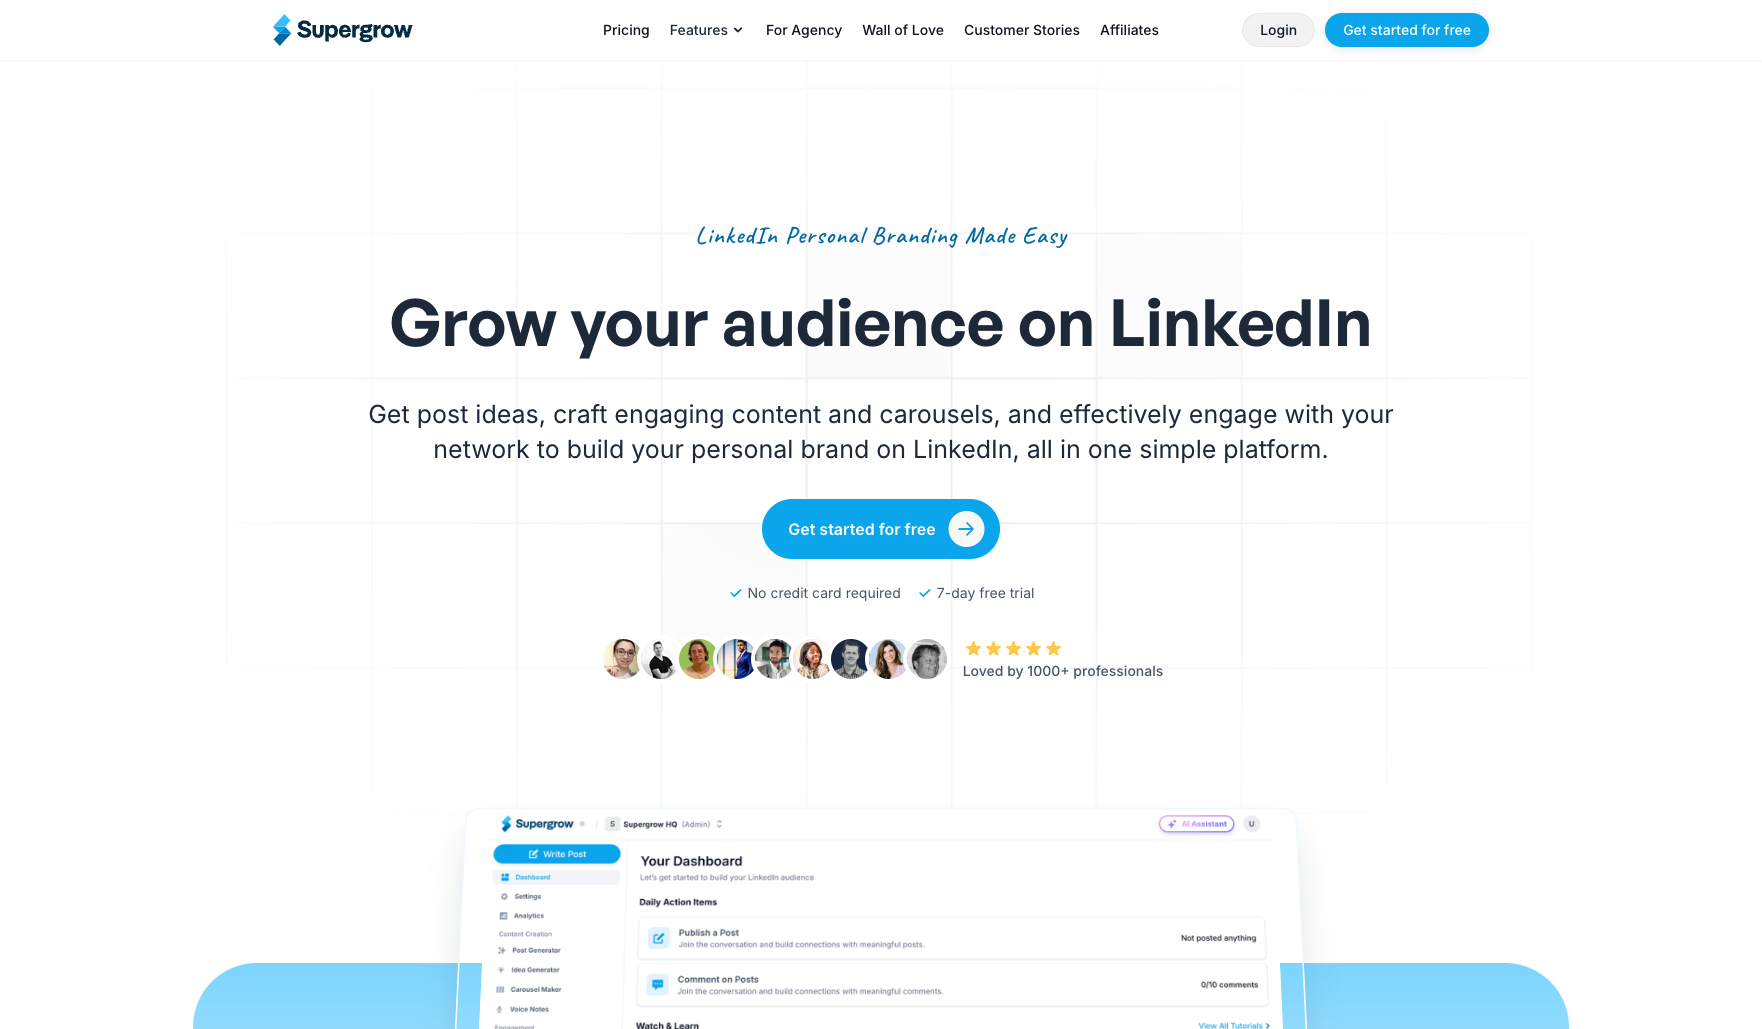 Supergrow
Pricing
Features
For Agency
Wall of Love
Customer Stories
Affiliates
Login
Get started for free
LinkedIn Personal Branding Made Easy
Grow your audience on LinkedIn
Get post ideas, craft engaging content and carousels, and effectively engage with your
network to build your personal brand on LinkedIn, all in one simple platform.
Get started for free
No credit card required
7-day free trial
Loved by 1000+ professionals
Supergrow
/
S
Supergrow HQ (Admin)
AI Assistant
U
Write Post
Dashboard
Settings
Analytics
Content Creation
Post Generator
Idea Generator
Carousel Maker
Voice Notes
Engagement
Your Dashboard
Let's get started to build your LinkedIn audience
Daily Action Items
Publish a Post
Join the conversation and build connections with meaningful posts.
Not posted anything
Comment on Posts
Join the conversation and build connections with meaningful comments.
0/10 comments
Watch & Learn
View All Tutorials